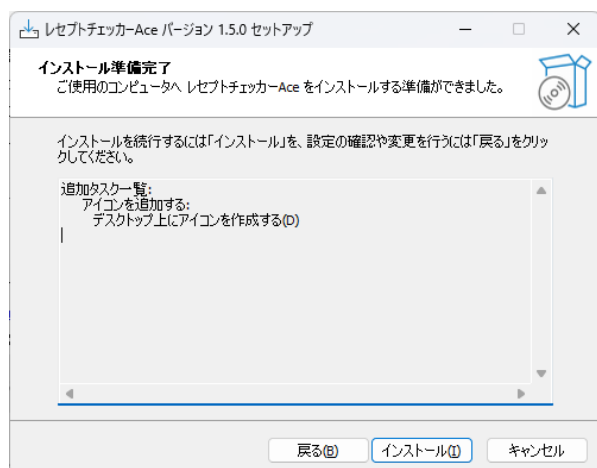 レセプトチェッカーAce バージョン 1.5.0 セットアップ
インストール準備完了
ご使用のコンピュータへ レセプトチェッカーAce をインストールする準備ができました。
インストールを続行するには「インストール」を、設定の確認や変更を行うには「戻る」をクリッ
クしてください。
追加タスク一覧:
アイコンを追加する:
デスクトップ上にアイコンを作成する(D)
戻る(B)
インストール(I)
キャンセル